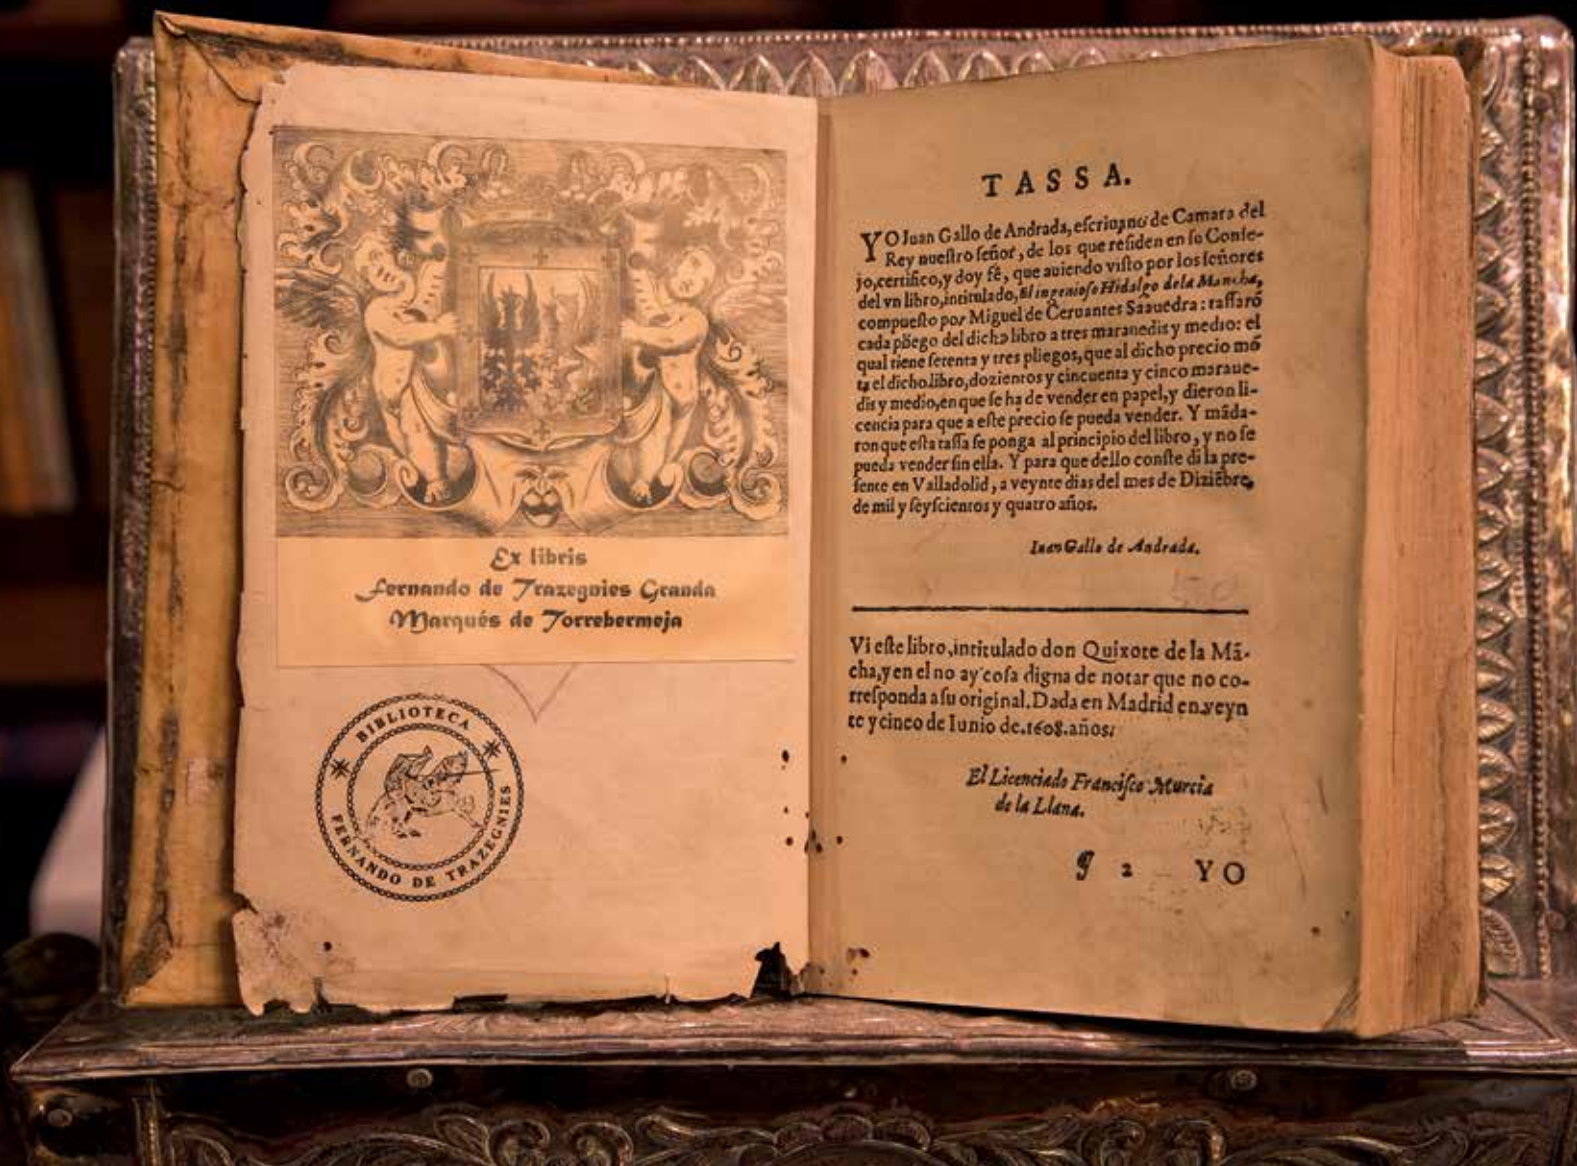 Ex libris
Fernando de Trazegnies Granda
Marqués de Torrebermeja
BIBLIOTECA
FERNANDO DE TRAZEGNIES
TASSA.
YO Juan Gallo de Andrada, eſcriuano de Camara del
Rey nueſtro ſeñor, de los que reſiden en ſu Conſe-
jo, certifico, y doy fè, que auiendo viſto por los ſeñores
del vn libro, intitulado, El ingenioſo Hidalgo de la Mancha,
compueſto por Miguel de Ceruantes Saauedra: taſſarõ
cada pliego del dicho libro a tres marauedis y medio: el
qual tiene ſetenta y tres pliegos, que al dicho precio mõ
ta el dicho libro, dozientos y cincuenta y cinco maraue-
dis y medio, en que ſe ha de vender en papel, y dieron li-
cencia para que a eſte precio ſe pueda vender. Y mãda-
ron que eſta taſſa ſe ponga al principio del libro, y no ſe
pueda vender ſin ella. Y para que dello conſte di la pre-
ſente en Valladolid, a veynte dias del mes de Diziẽbre,
de mil y ſeyſcientos y quatro años.
Iuan Gallo de Andrada.
Vi eſte libro, intitulado don Quixote de la Mã-
cha, y en el no ay coſa digna de notar que no co-
rreſponda a ſu original. Dada en Madrid en veyn
te y cinco de Iunio de.1608.años.
El Licenciado Franciſco Murcia
de la Llana.
¶ 2 YO